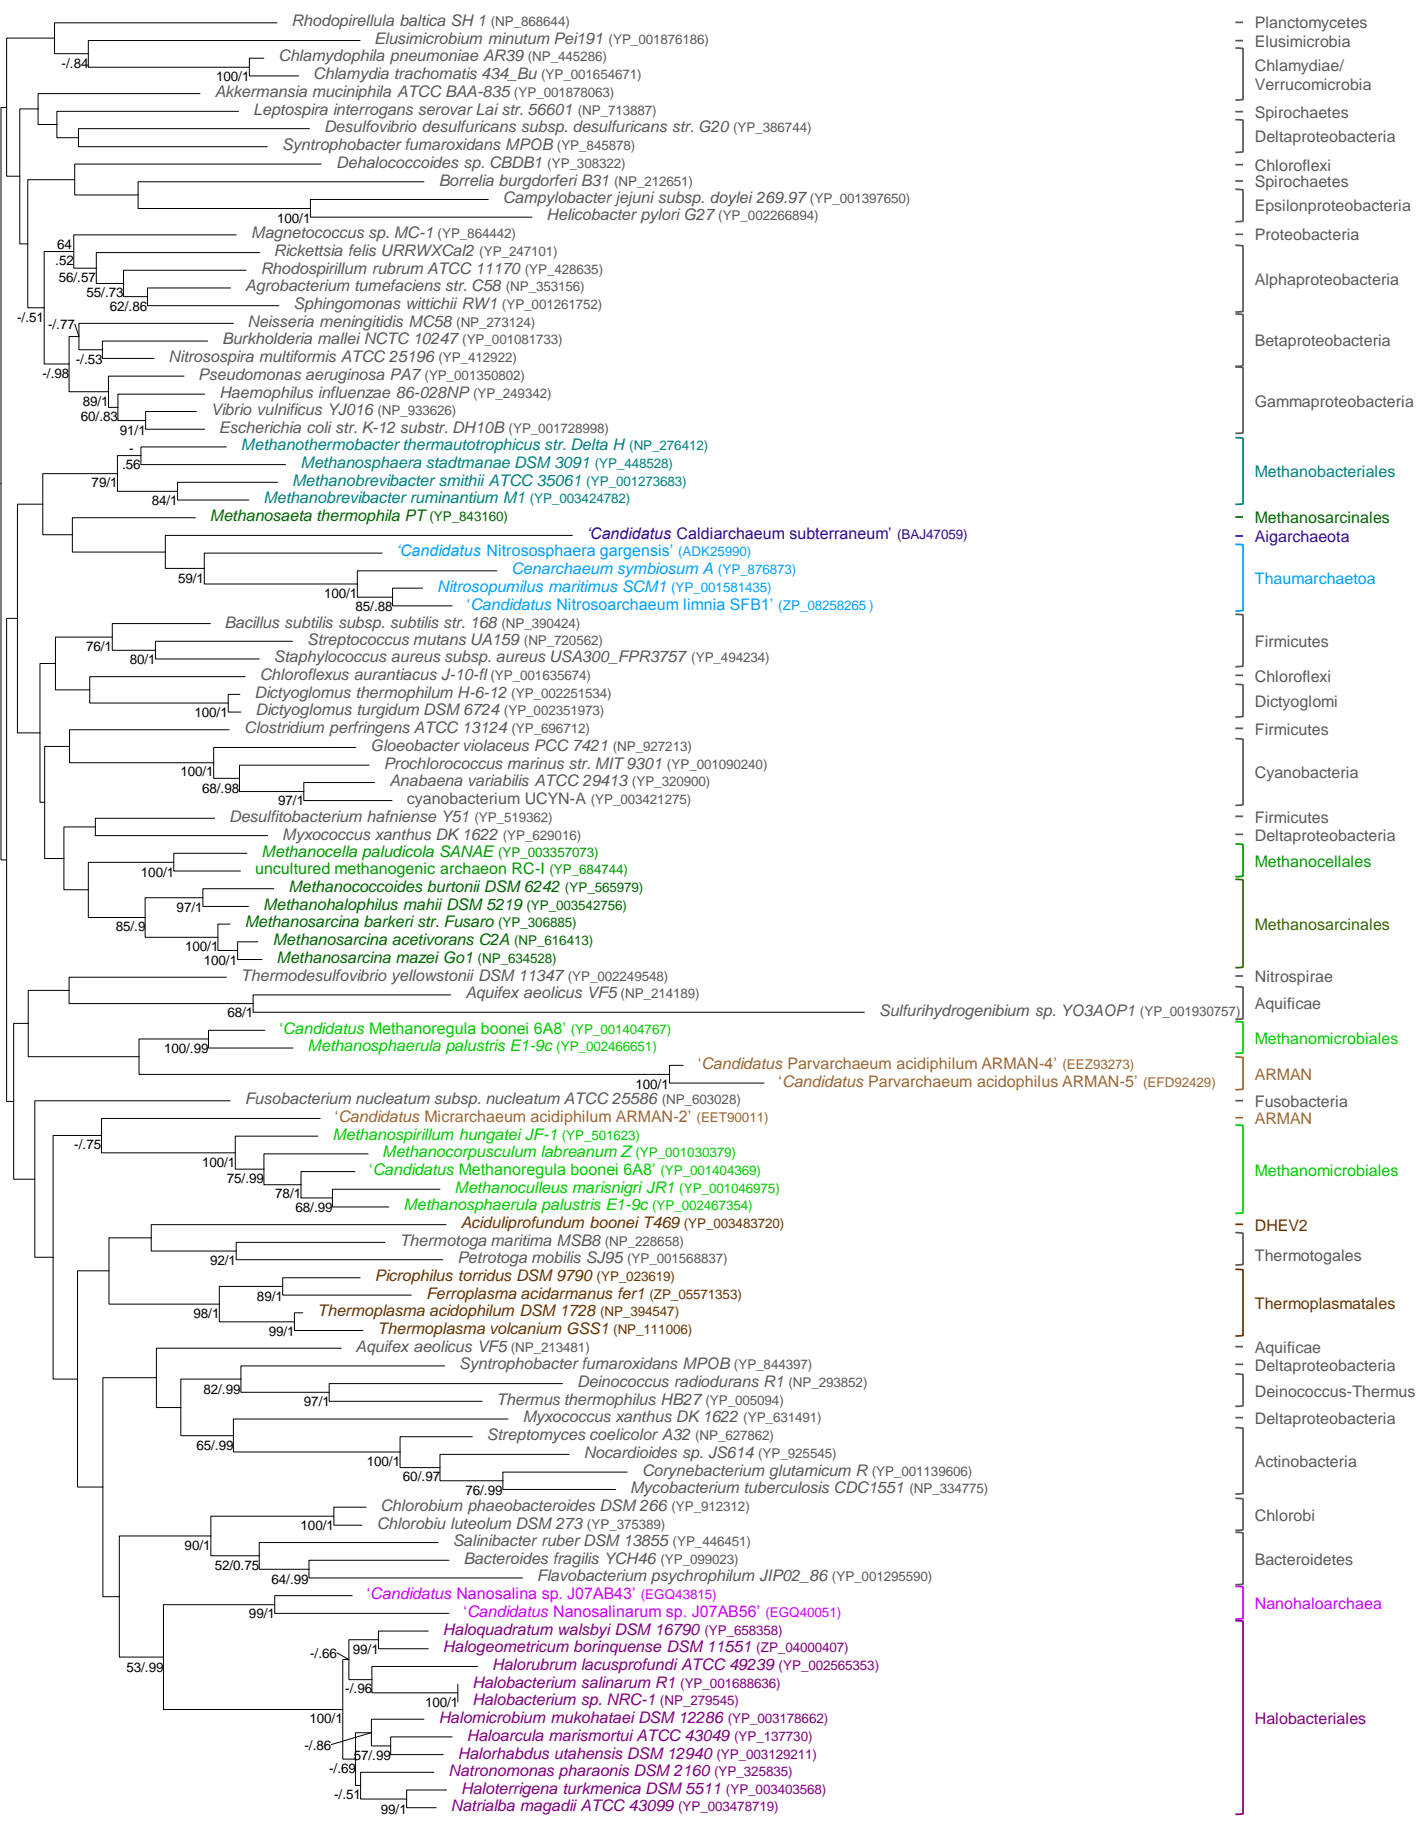 Rhodopirellula baltica SH 1 (NP_868644)
Planctomycetes
Elusimicrobium minutum Pei191 (YP_001876186)
Elusimicrobia
-/.84
Chlamydophila pneumoniae AR39 (NP_445286)
Chlamydiae/
Verrucomicrobia
100/1
Chlamydia trachomatis 434_Bu (YP_001654671)
Akkermansia muciniphila ATCC BAA-835 (YP_001878063)
Leptospira interrogans serovar Lai str. 56601 (NP_713887)
Spirochaetes
Desulfovibrio desulfuricans subsp. desulfuricans str. G20 (YP_386744)
Deltaproteobacteria
Syntrophobacter fumaroxidans MPOB (YP_845878)
Dehalococcoides sp. CBDB1 (YP_308322)
Chloroflexi
Borrelia burgdorferi B31 (NP_212651)
Spirochaetes
Campylobacter jejuni subsp. doylei 269.97 (YP_001397650)
Epsilonproteobacteria
100/1
Helicobacter pylori G27 (YP_002266894)
Magnetococcus sp. MC-1 (YP_864442)
Proteobacteria
64
.52
Rickettsia felis URRWXCal2 (YP_247101)
56/.57
Rhodospirillum rubrum ATCC 11170 (YP_428635)
Alphaproteobacteria
55/.73
Agrobacterium tumefaciens str. C58 (NP_353156)
62/.86
Sphingomonas wittichii RW1 (YP_001261752)
-/.51
-/.77
Neisseria meningitidis MC58 (NP_273124)
Burkholderia mallei NCTC 10247 (YP_001081733)
Betaproteobacteria
-/.53
Nitrosospira multiformis ATCC 25196 (YP_412922)
-/.98
Pseudomonas aeruginosa PA7 (YP_001350802)
89/1
Haemophilus influenzae 86-028NP (YP_249342)
Gammaproteobacteria
60/.83
Vibrio vulnificus YJ016 (NP_933626)
91/1
Escherichia coli str. K-12 substr. DH10B (YP_001728998)
Methanothermobacter thermautotrophicus str. Delta H (NP_276412)
-
.56
Methanosphaera stadtmanae DSM 3091 (YP_448528)
Methanobacteriales
79/1
Methanobrevibacter smithii ATCC 35061 (YP_001273683)
84/1
Methanobrevibacter ruminantium M1 (YP_003424782)
Methanosaeta thermophila PT (YP_843160)
Methanosarcinales
‘Candidatus Caldiarchaeum subterraneum’ (BAJ47059)
Aigarchaeota
‘Candidatus Nitrososphaera gargensis’ (ADK25990)
59/1
Cenarchaeum symbiosum A (YP_876873)
Thaumarchaetoa
100/1
Nitrosopumilus maritimus SCM1 (YP_001581435)
85/.88
‘Candidatus Nitrosoarchaeum limnia SFB1’ (ZP_08258265 )
Bacillus subtilis subsp. subtilis str. 168 (NP_390424)
76/1
Streptococcus mutans UA159 (NP_720562)
Firmicutes
80/1
Staphylococcus aureus subsp. aureus USA300_FPR3757 (YP_494234)
Chloroflexus aurantiacus J-10-fl (YP_001635674)
Chloroflexi
Dictyoglomus thermophilum H-6-12 (YP_002251534)
Dictyoglomi
100/1
Dictyoglomus turgidum DSM 6724 (YP_002351973)
Clostridium perfringens ATCC 13124 (YP_696712)
Firmicutes
Gloeobacter violaceus PCC 7421 (NP_927213)
100/1
Prochlorococcus marinus str. MIT 9301 (YP_001090240)
Cyanobacteria
68/.98
Anabaena variabilis ATCC 29413 (YP_320900)
97/1
cyanobacterium UCYN-A (YP_003421275)
Desulfitobacterium hafniense Y51 (YP_519362)
Firmicutes
Myxococcus xanthus DK 1622 (YP_629016)
Deltaproteobacteria
Methanocella paludicola SANAE (YP_003357073)
Methanocellales
100/1
uncultured methanogenic archaeon RC-I (YP_684744)
Methanococcoides burtonii DSM 6242 (YP_565979)
97/1
Methanohalophilus mahii DSM 5219 (YP_003542756)
85/.9
Methanosarcina barkeri str. Fusaro (YP_306885)
Methanosarcinales
100/1
Methanosarcina acetivorans C2A (NP_616413)
100/1
Methanosarcina mazei Go1 (NP_634528)
Thermodesulfovibrio yellowstonii DSM 11347 (YP_002249548)
Nitrospirae
Aquifex aeolicus VF5 (NP_214189)
Aquificae
68/1
Sulfurihydrogenibium sp. YO3AOP1 (YP_001930757)
‘Candidatus Methanoregula boonei 6A8’ (YP_001404767)
Methanomicrobiales
100/.99
Methanosphaerula palustris E1-9c (YP_002466651)
‘Candidatus Parvarchaeum acidiphilum ARMAN-4’ (EEZ93273)
ARMAN
100/1
‘Candidatus Parvarchaeum acidophilus ARMAN-5’ (EFD92429)
Fusobacterium nucleatum subsp. nucleatum ATCC 25586 (NP_603028)
Fusobacteria
‘Candidatus Micrarchaeum acidiphilum ARMAN-2’ (EET90011)
ARMAN
-/.75
Methanospirillum hungatei JF-1 (YP_501623)
100/1
Methanocorpusculum labreanum Z (YP_001030379)
75/.99
‘Candidatus Methanoregula boonei 6A8’ (YP_001404369)
Methanomicrobiales
78/1
Methanoculleus marisnigri JR1 (YP_001046975)
68/.99
Methanosphaerula palustris E1-9c (YP_002467354)
Aciduliprofundum boonei T469 (YP_003483720)
DHEV2
Thermotoga maritima MSB8 (NP_228658)
Thermotogales
92/1
Petrotoga mobilis SJ95 (YP_001568837)
Picrophilus torridus DSM 9790 (YP_023619)
89/1
Ferroplasma acidarmanus fer1 (ZP_05571353)
Thermoplasmatales
98/1
Thermoplasma acidophilum DSM 1728 (NP_394547)
99/1
Thermoplasma volcanium GSS1 (NP_111006)
Aquifex aeolicus VF5 (NP_213481)
Aquificae
Syntrophobacter fumaroxidans MPOB (YP_844397)
Deltaproteobacteria
82/.99
Deinococcus radiodurans R1 (NP_293852)
Deinococcus-Thermus
97/1
Thermus thermophilus HB27 (YP_005094)
Myxococcus xanthus DK 1622 (YP_631491)
Deltaproteobacteria
65/.99
Streptomyces coelicolor A32 (NP_627862)
100/1
Nocardioides sp. JS614 (YP_925545)
Actinobacteria
60/.97
Corynebacterium glutamicum R (YP_001139606)
76/.99
Mycobacterium tuberculosis CDC1551 (NP_334775)
Chlorobium phaeobacteroides DSM 266 (YP_912312)
Chlorobi
100/1
Chlorobiu luteolum DSM 273 (YP_375389)
90/1
Salinibacter ruber DSM 13855 (YP_446451)
52/0.75
Bacteroides fragilis YCH46 (YP_099023)
Bacteroidetes
64/.99
Flavobacterium psychrophilum JIP02_86 (YP_001295590)
‘Candidatus Nanosalina sp. J07AB43’ (EGQ43815)
Nanohaloarchaea
99/1
‘Candidatus Nanosalinarum sp. J07AB56’ (EGQ40051)
Haloquadratum walsbyi DSM 16790 (YP_658358)
-/.66
99/1
Halogeometricum borinquense DSM 11551 (ZP_04000407)
53/.99
Halorubrum lacusprofundi ATCC 49239 (YP_002565353)
-/.96
Halobacterium salinarum R1 (YP_001688636)
100/1
Halobacterium sp. NRC-1 (NP_279545)
100/1
Halomicrobium mukohataei DSM 12286 (YP_003178662)
Halobacteriales
-/.86
Haloarcula marismortui ATCC 43049 (YP_137730)
57/.99
Halorhabdus utahensis DSM 12940 (YP_003129211)
-/.69
Natronomonas pharaonis DSM 2160 (YP_325835)
-/.51
Haloterrigena turkmenica DSM 5511 (YP_003403568)
99/1
Natrialba magadii ATCC 43099 (YP_003478719)